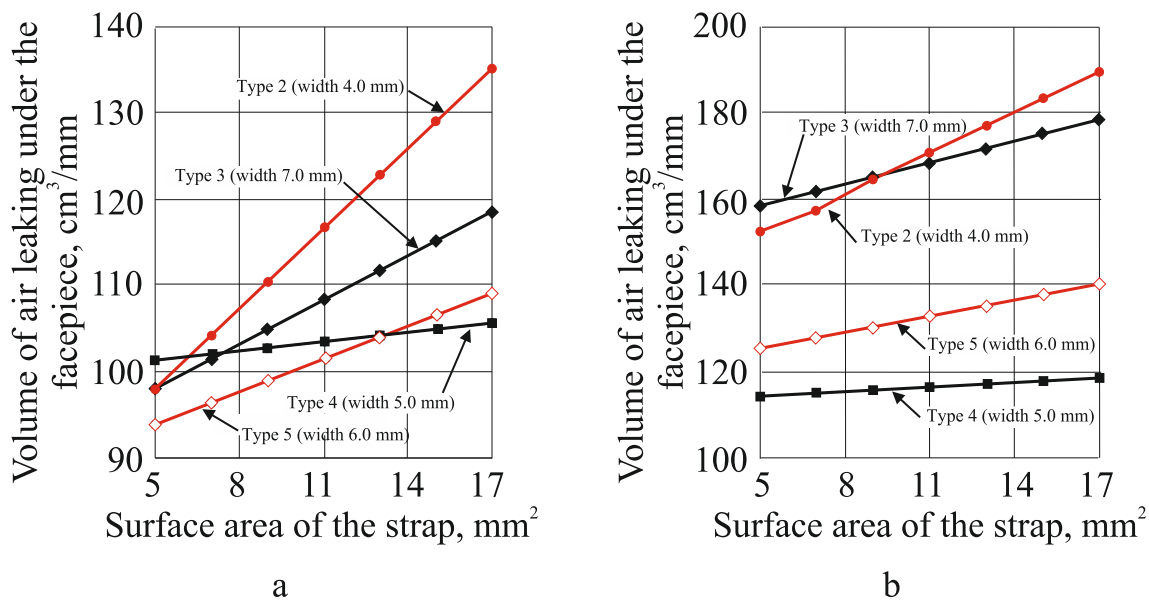 Volume of air leaking under the
facepiece, cm³/mm
140
130
120
110
100
90
Type 2 (width 4.0 mm)
Type 3 (width 7.0 mm)
Type 4 (width 5.0 mm)
Type 5 (width 6.0 mm)
5 8 11 14 17
Surface area of the strap, mm²
a
Volume of air leaking under the
facepiece, cm³/mm
200
180
160
140
120
100
Type 3 (width 7.0 mm)
Type 2 (width 4.0 mm)
Type 5 (width 6.0 mm)
Type 4 (width 5.0 mm)
5 8 11 14 17
Surface area of the strap, mm²
b